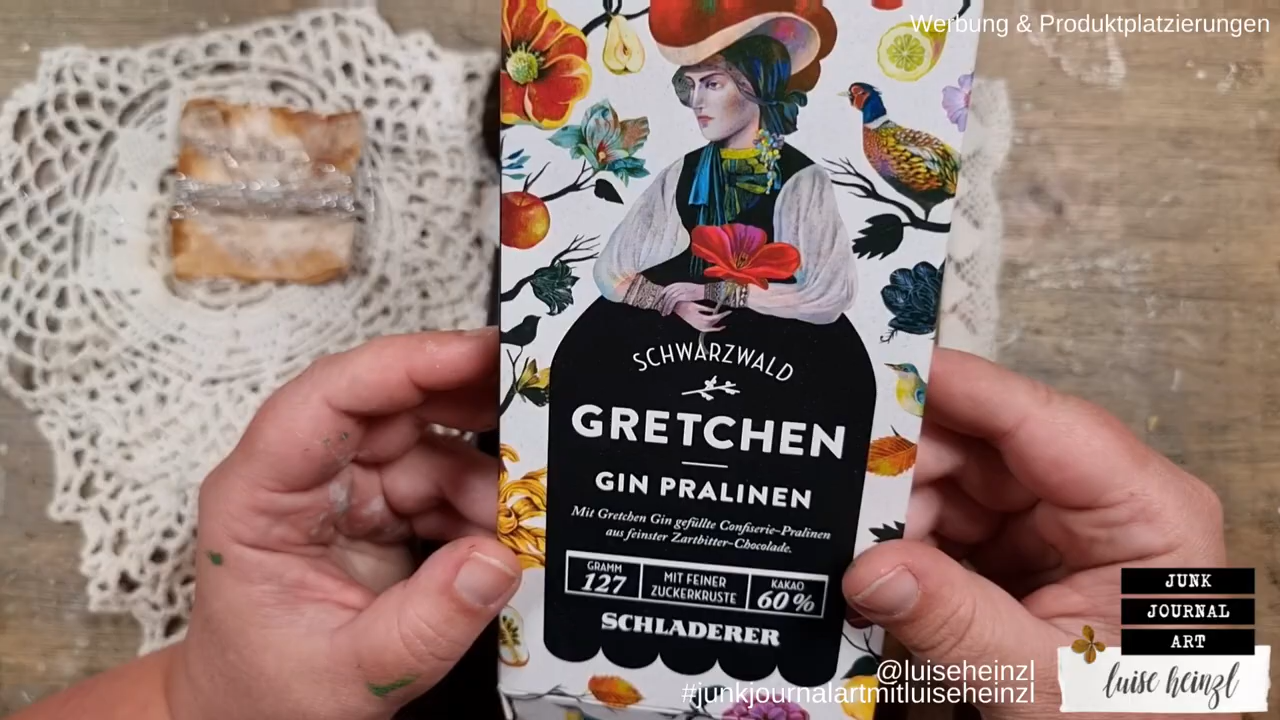 Werbung & Produktplatzierungen
SCHWARZWALD
GRETCHEN
GIN PRALINEN
Mit Gretchen Gin gefüllte Confiserie-Pralinen
aus feinster Zartbitter-Chocolade.
GRAMM
127
MIT FEINER
ZUCKERKRUSTE
KAKAO
60 %
SCHLADERER
JUNK
JOURNAL
ART
luise heinzl
@luiseheinzl
#junkjournalartmitluiseheinzl